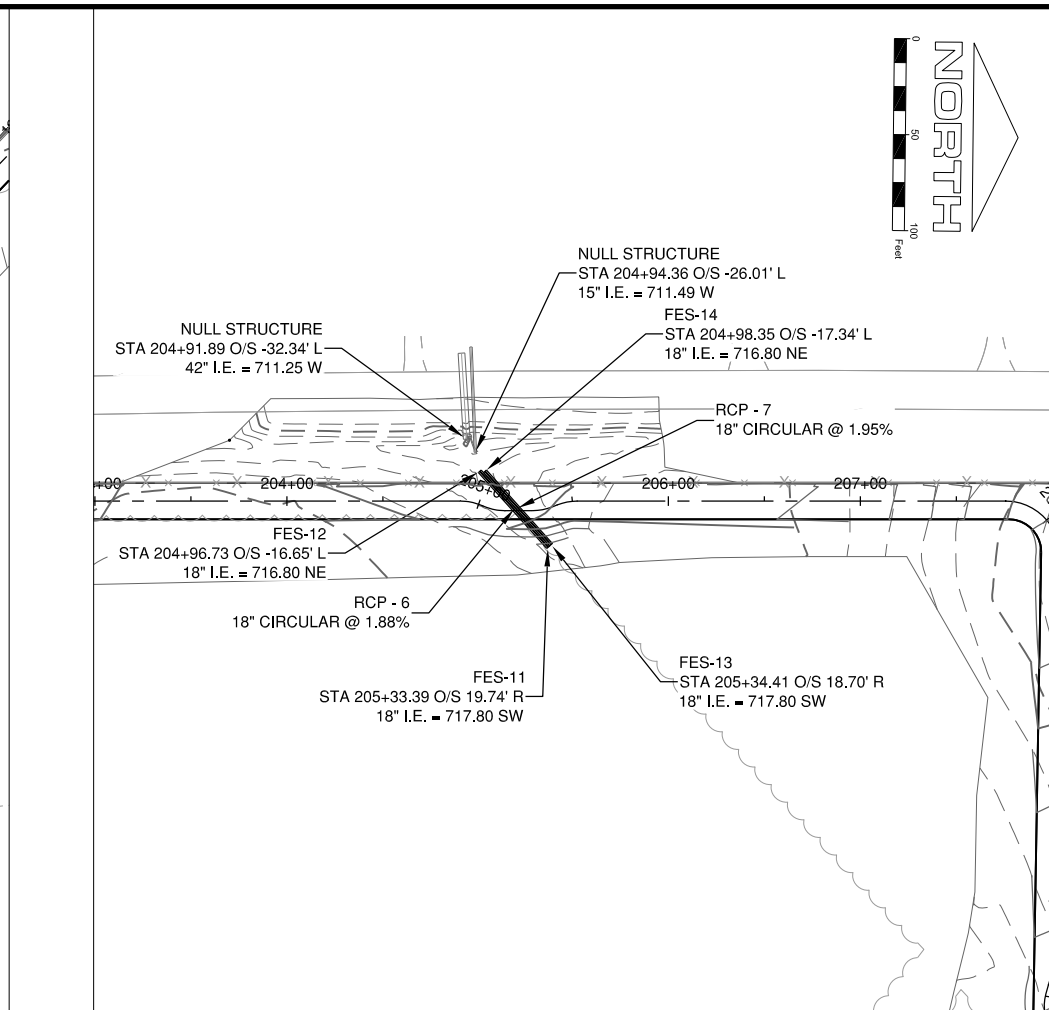 NORTH
0
50
100
Feet
NULL STRUCTURE
STA 204+94.36 O/S -26.01' L
15" I.E. = 711.49 W
FES-14
STA 204+98.35 O/S -17.34' L
18" I.E. = 716.80 NE
NULL STRUCTURE
STA 204+91.89 O/S -32.34' L
42" I.E. = 711.25 W
RCP - 7
18" CIRCULAR @ 1.95%
+00
204+00
205+00
206+00
207+00
FES-12
STA 204+96.73 O/S -16.65' L
18" I.E. = 716.80 NE
RCP - 6
18" CIRCULAR @ 1.88%
FES-11
STA 205+33.39 O/S 19.74' R
18" I.E. = 717.80 SW
FES-13
STA 205+34.41 O/S 18.70' R
18" I.E. = 717.80 SW